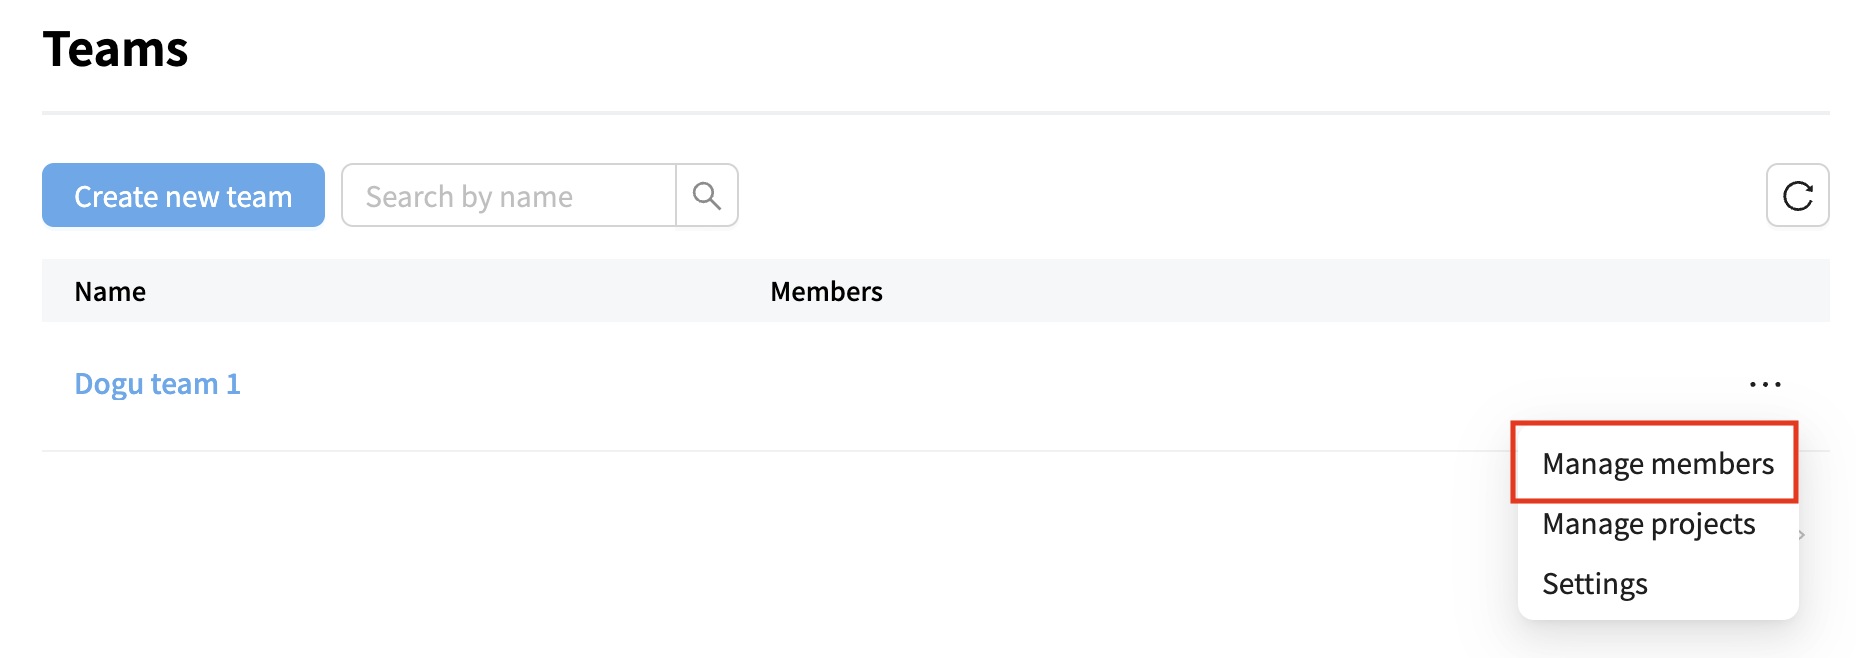 Teams
Create new team
Search by name
Name Members
Dogu team 1
Manage members
Manage projects
Settings